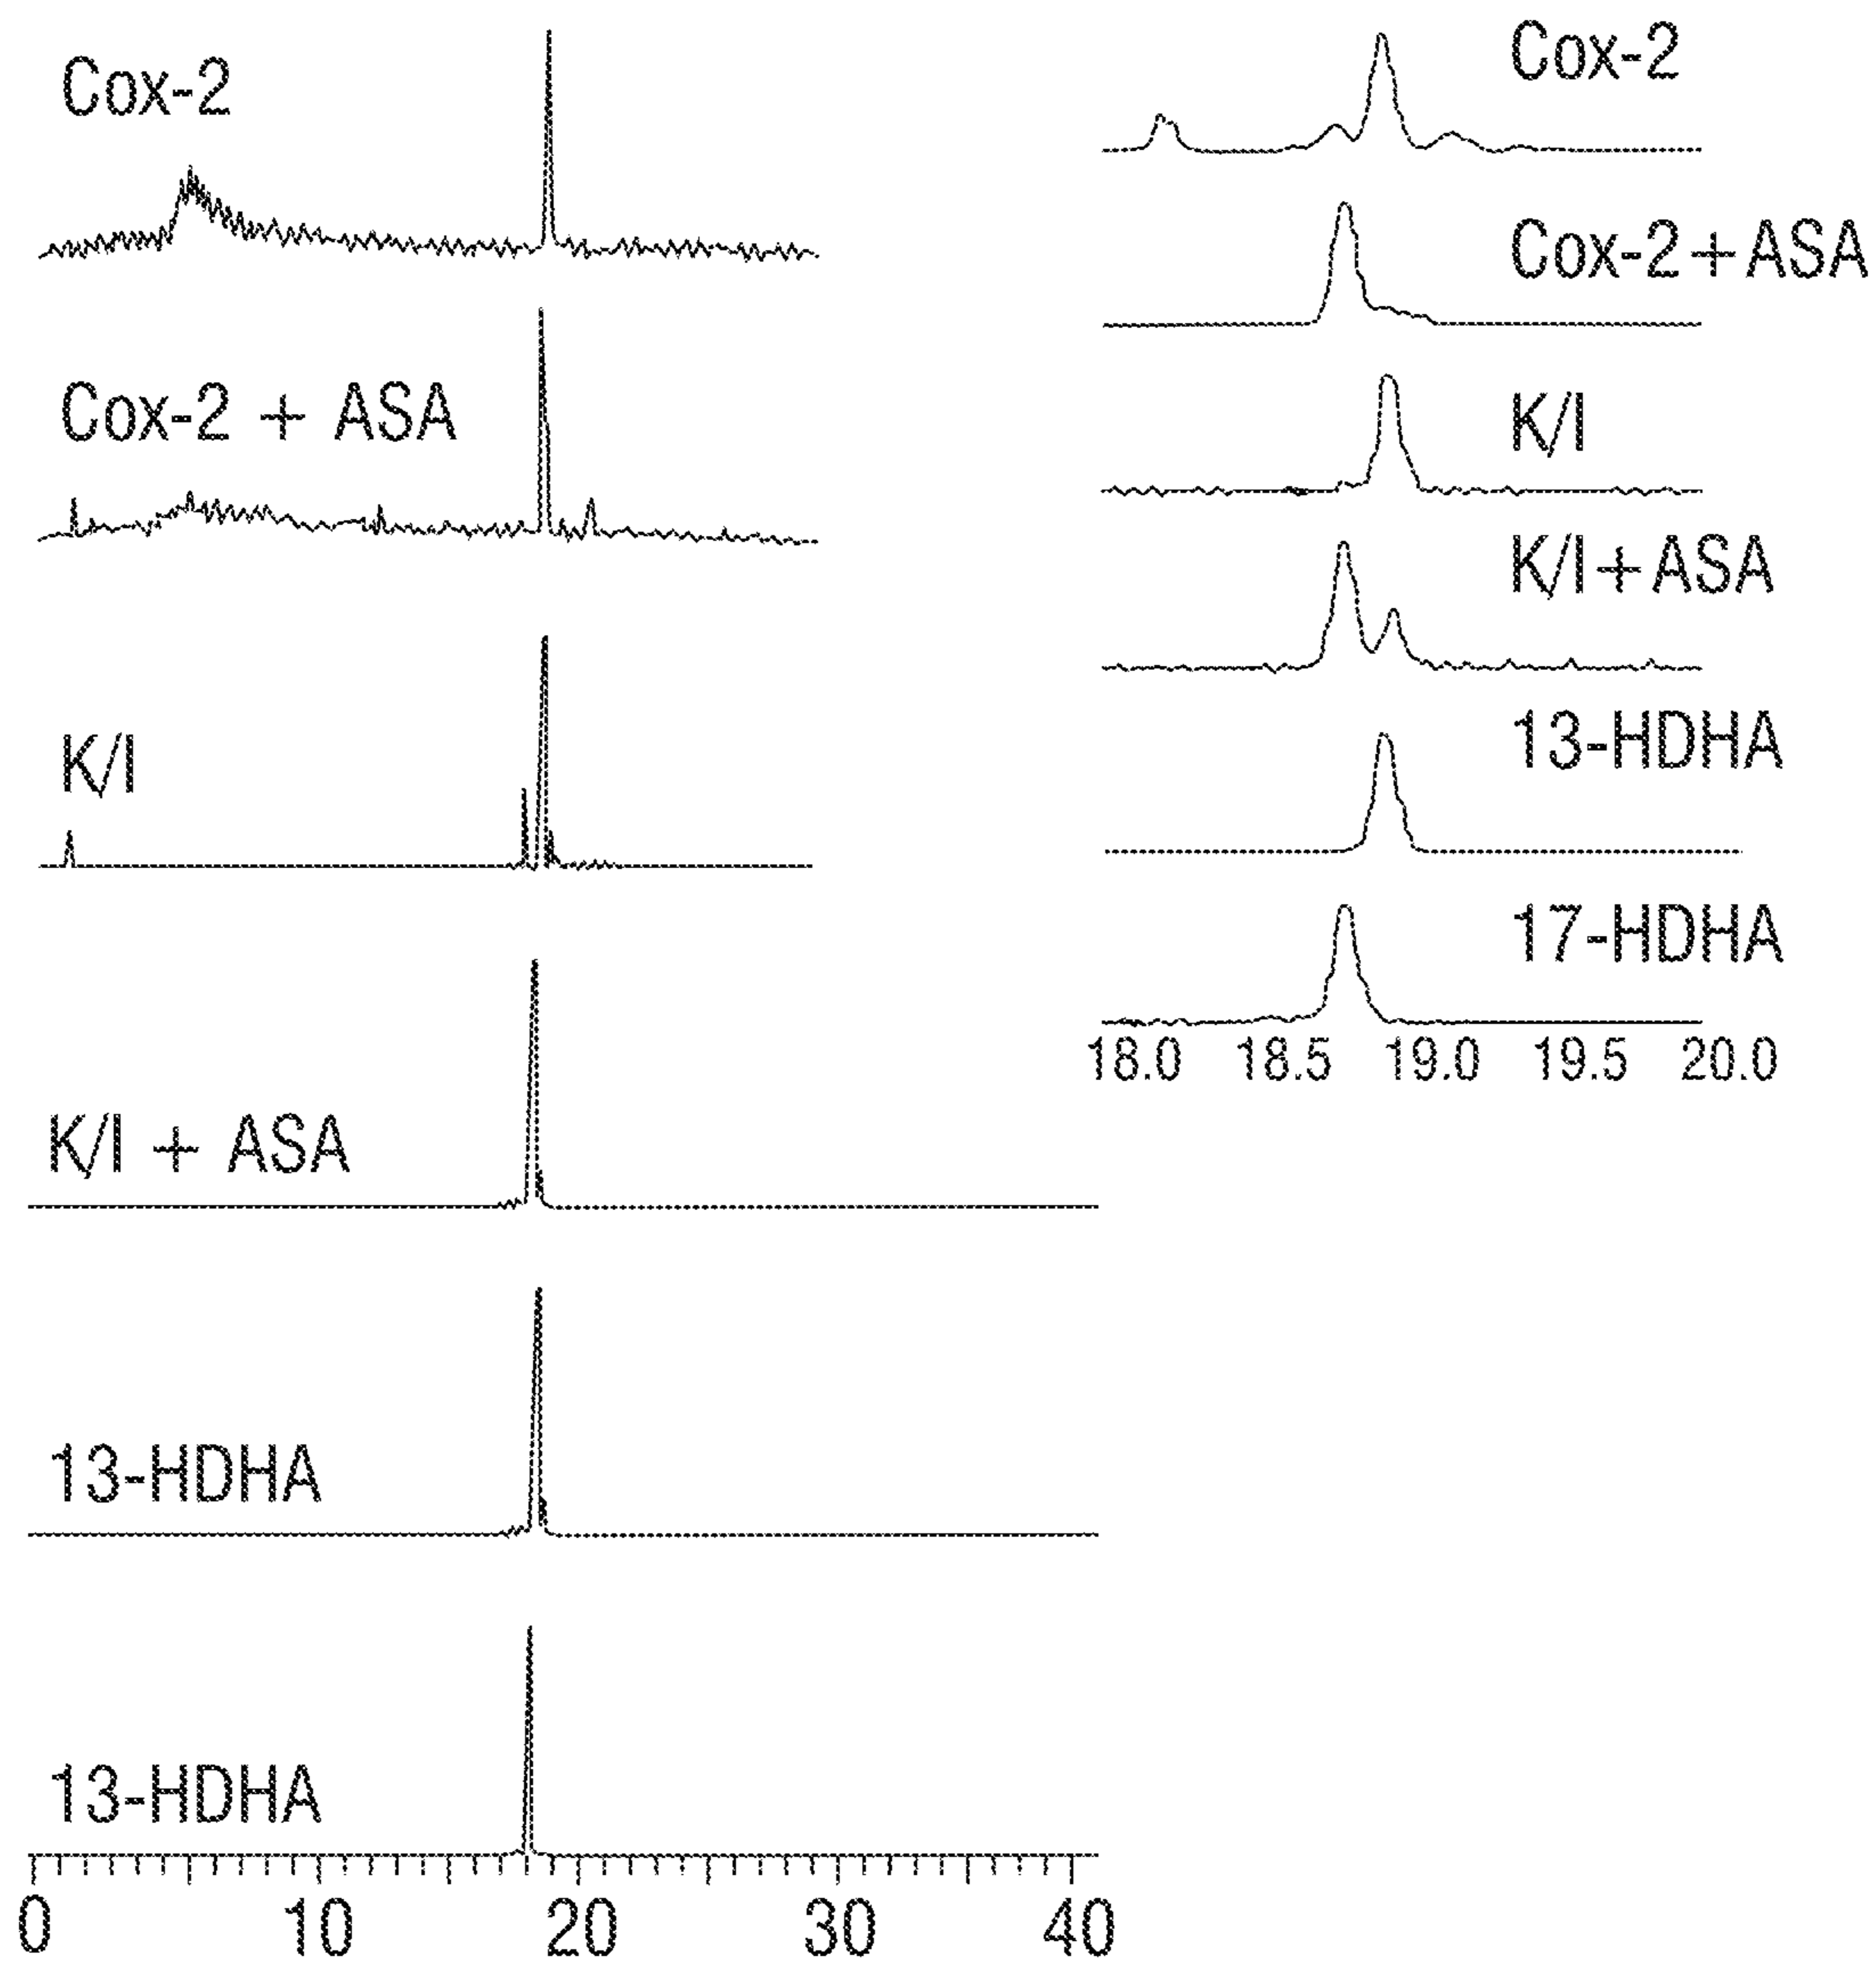 Cox-2
Cox-2 + ASA
K/I
K/I + ASA
13-HDHA
13-HDHA
0 10 20 30 40
Cox-2
Cox-2+ASA
K/I
K/I+ASA
13-HDHA
17-HDHA
18.0 18.5 19.0 19.5 20.0